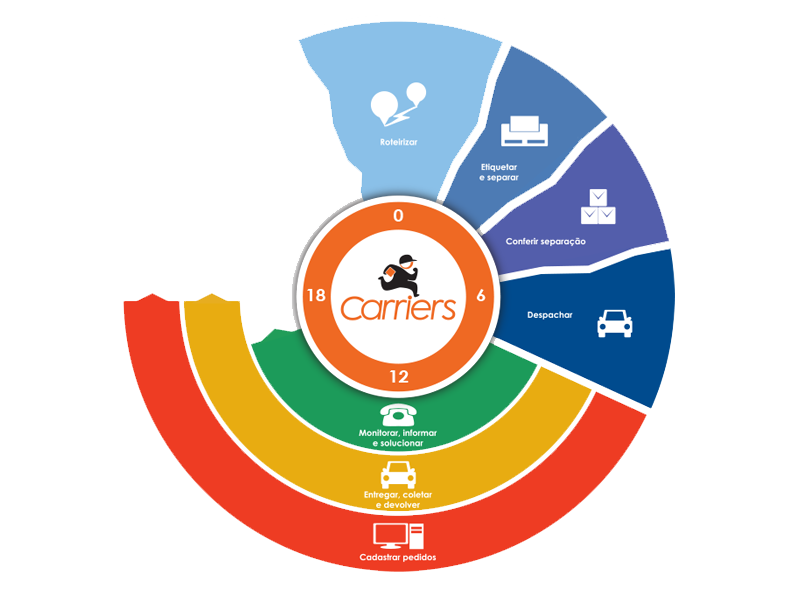 Roteirizar
Etiquetar
e separar
Conferir separação
Despachar
0
18
6
12
Carriers
Monitorar, informar
e solucionar
Entregar, coletar
e devolver
Cadastrar pedidos